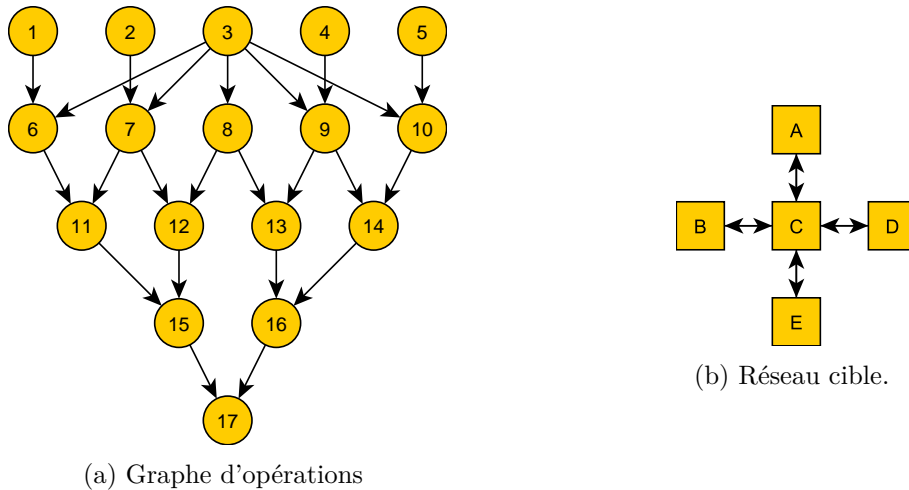 1 2 3 4 5
6 7 8 9 10
11 12 13 14
15 16
17
(a) Graphe d'opérations
A
B C D
E
(b) Réseau cible.